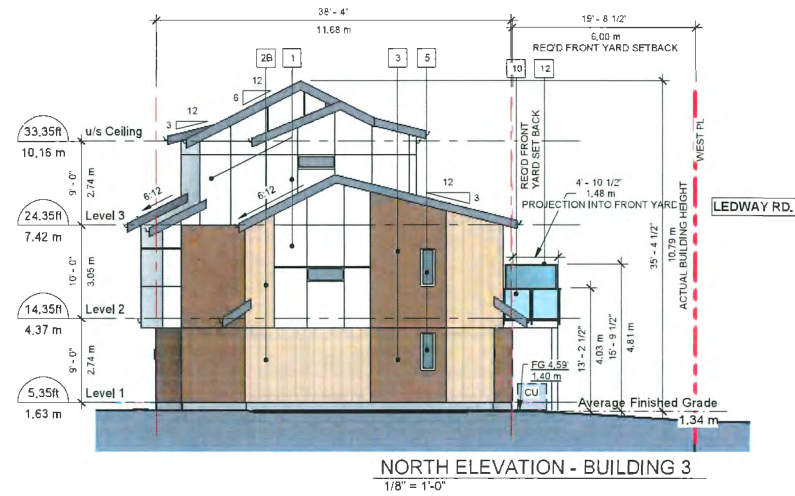 38' - 4"
11.68 m
19' - 8 1/2"
6,00 m
REQ'D FRONT YARD SETBACK
2B
1
3
5
10
12
12
6
12
3
33,35ft
u/s Ceiling
10,16 m
9' - 0"
2.74 m
6:12
24,35ft
Level 3
7.42 m
6:12
12
3
10' - 0"
3.05 m
14,35ft
Level 2
4.37 m
9' - 0"
2.74 m
5,35ft
Level 1
1.63 m
REQ'D FRONT
YARD SET BACK
4' - 10 1/2"
1,48 m
PROJECTION INTO FRONT YARD
WEST PL
LEDWAY RD.
35' - 4 1/2"
10.79 m
ACTUAL BUILDING HEIGHT
13' - 2 1/2"
4.03 m
15' - 9 1/2"
4.81 m
FG 4,59'
1.40 m
CU
Average Finished Grade
1.34 m
NORTH ELEVATION - BUILDING 3
1/8" = 1'-0"